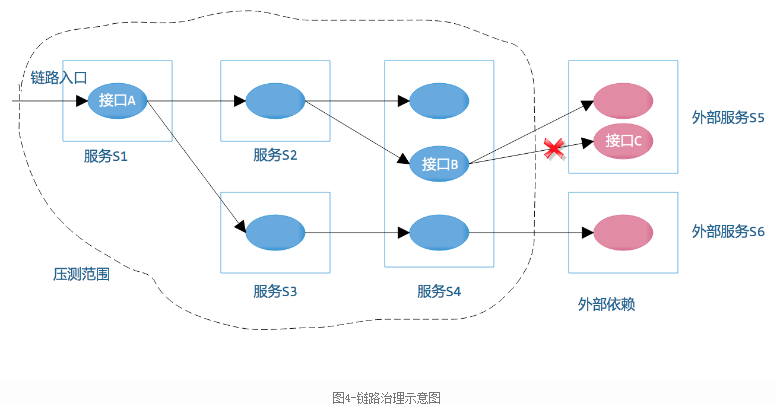 链路入口
接口A
服务S1
服务S2
接口B
接口C
外部服务S5
外部服务S6
压测范围
服务S3
服务S4
外部依赖
图4-链路治理示意图